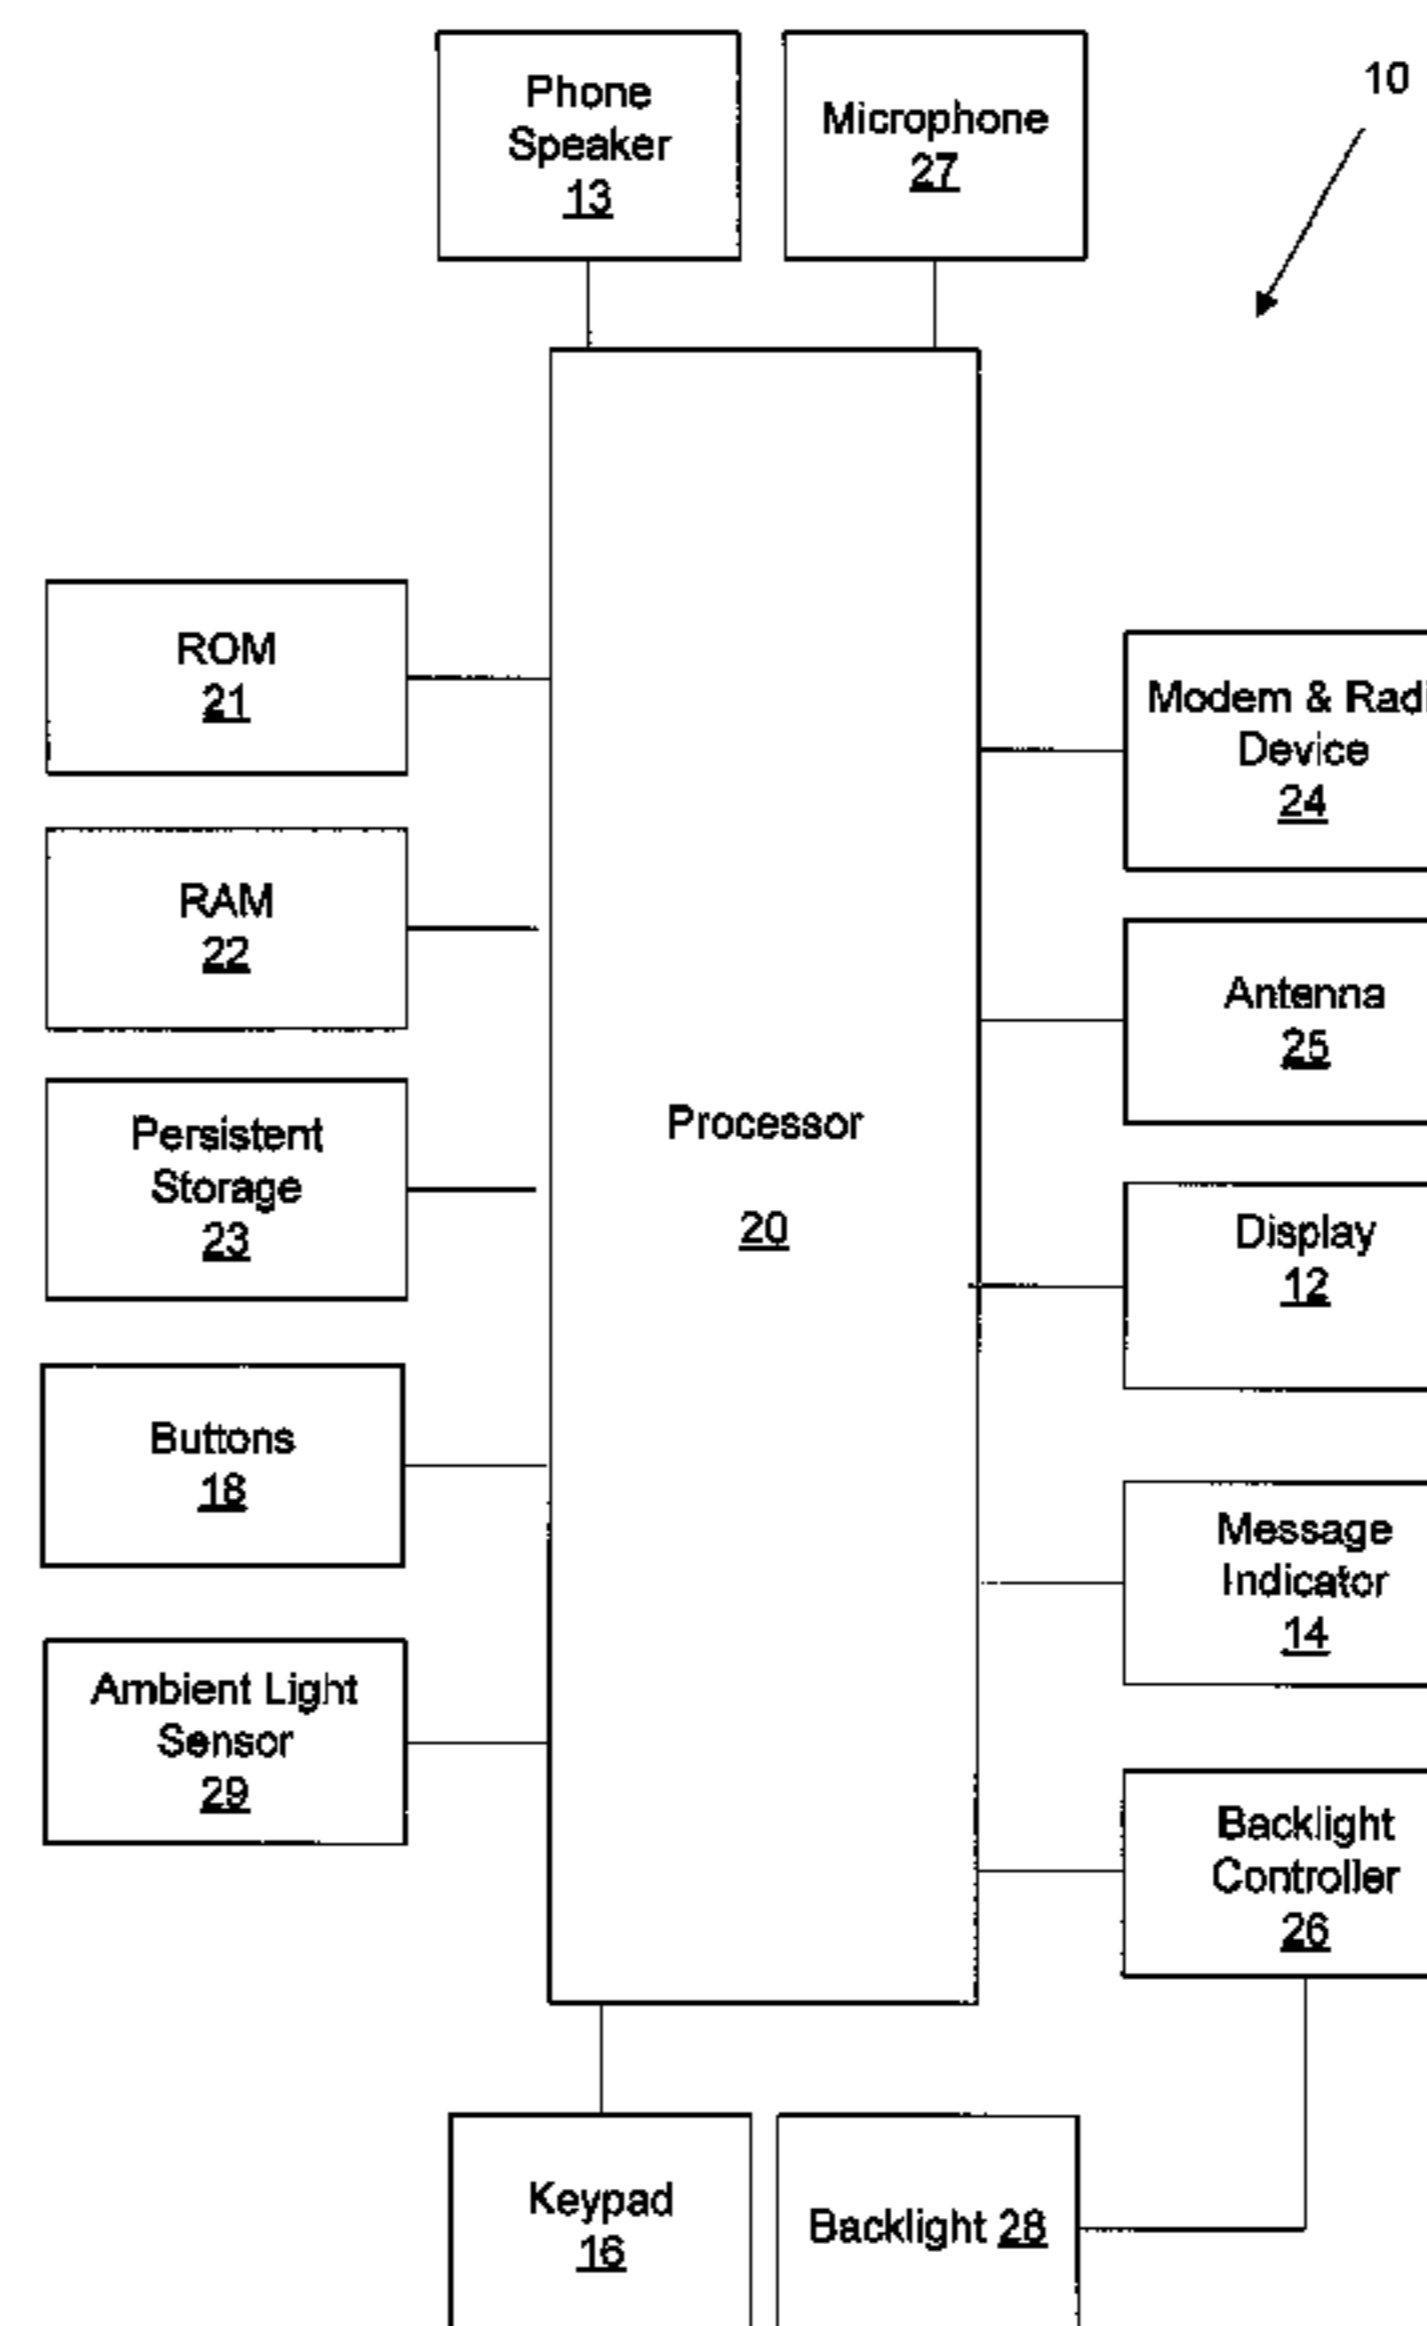 Phone
Speaker
13
Microphone
27
10
ROM
21
RAM
22
Persistent
Storage
23
Buttons
18
Ambient Light
Sensor
29
Processor
20
Modem & Radi
Device
24
Antenna
25
Display
12
Message
Indicator
14
Backlight
Controller
26
Keypad
16
Backlight 28